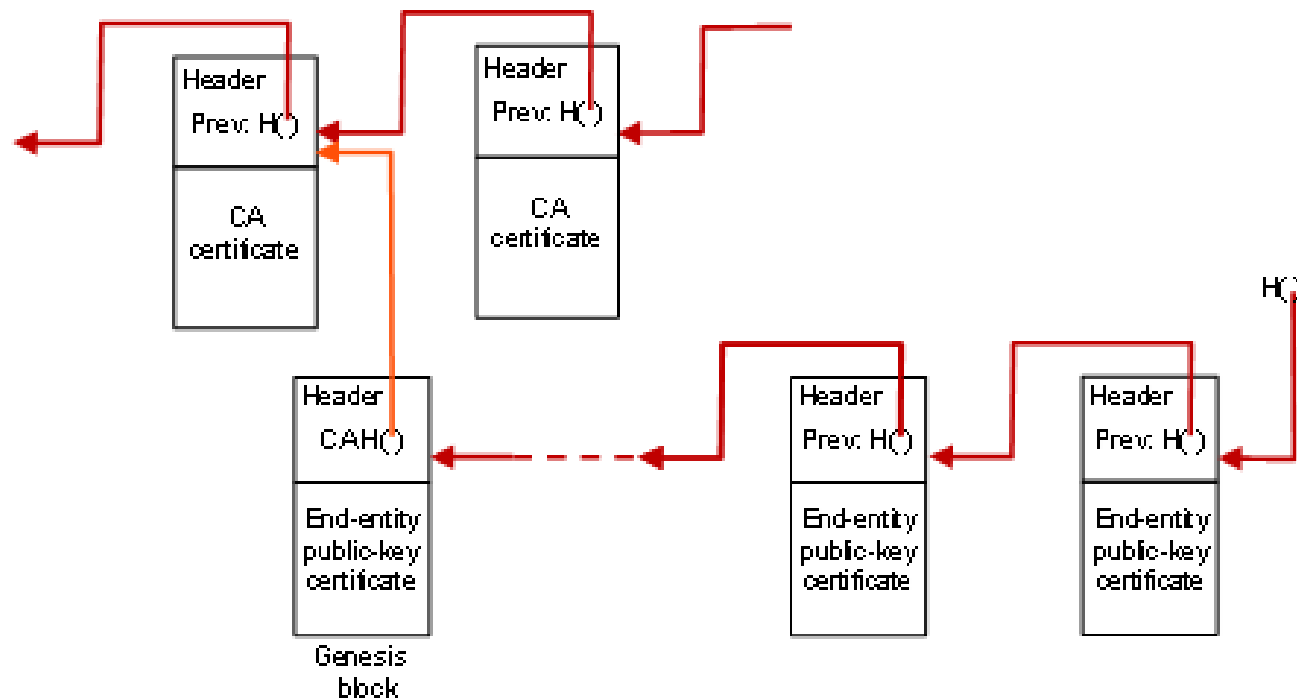 Header
Prev: H()
CA
certificate
Header
Prev: H()
CA
certificate
H()
Header
CAH()
End-entity
public-key
certificate
Genesis
block
Header
Prev: H()
End-entity
public-key
certificate
Header
Prev: H()
End-entity
public-key
certificate